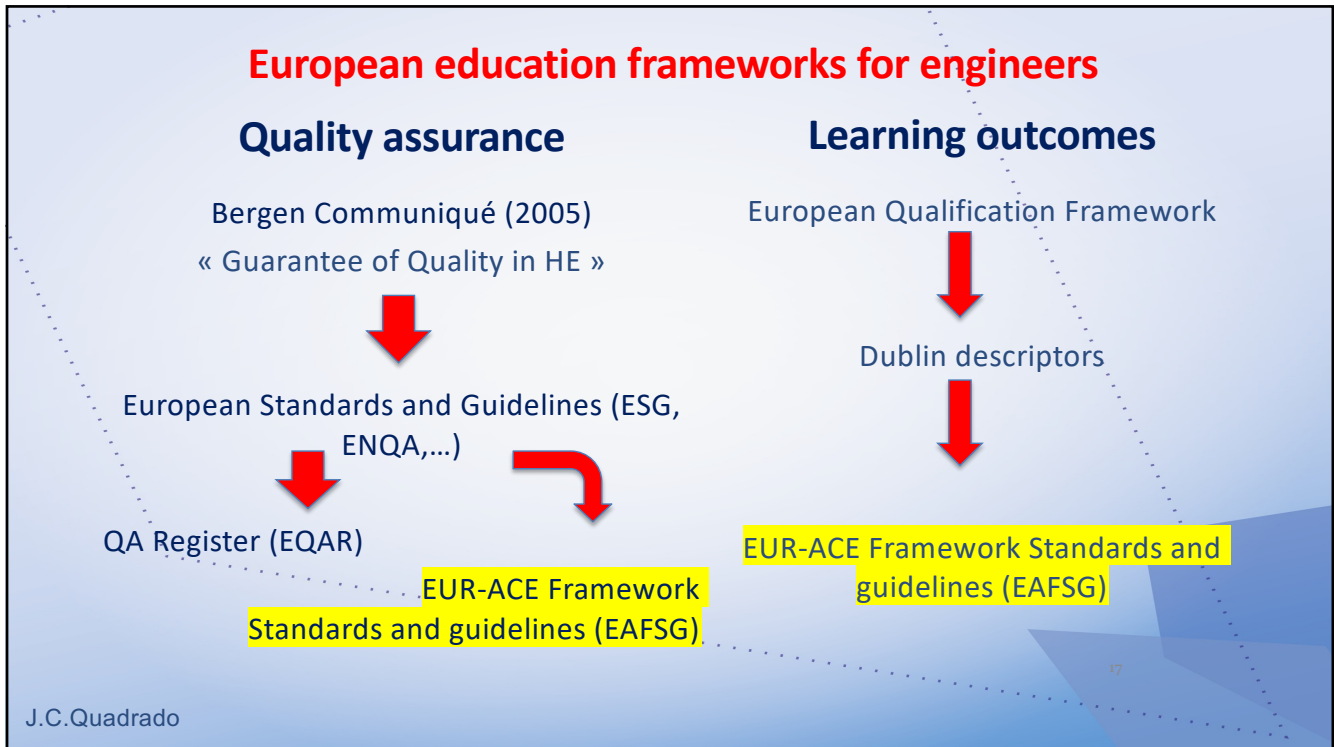 European education frameworks for engineers
Quality assurance
Bergen Communiqué (2005)
« Guarantee of Quality in HE »
European Standards and Guidelines (ESG,
ENQA,…)
QA Register (EQAR)
EUR-ACE Framework
Standards and guidelines (EAFSG)
Learning outcomes
European Qualification Framework
Dublin descriptors
EUR-ACE Framework Standards and
guidelines (EAFSG)
17
J.C.Quadrado